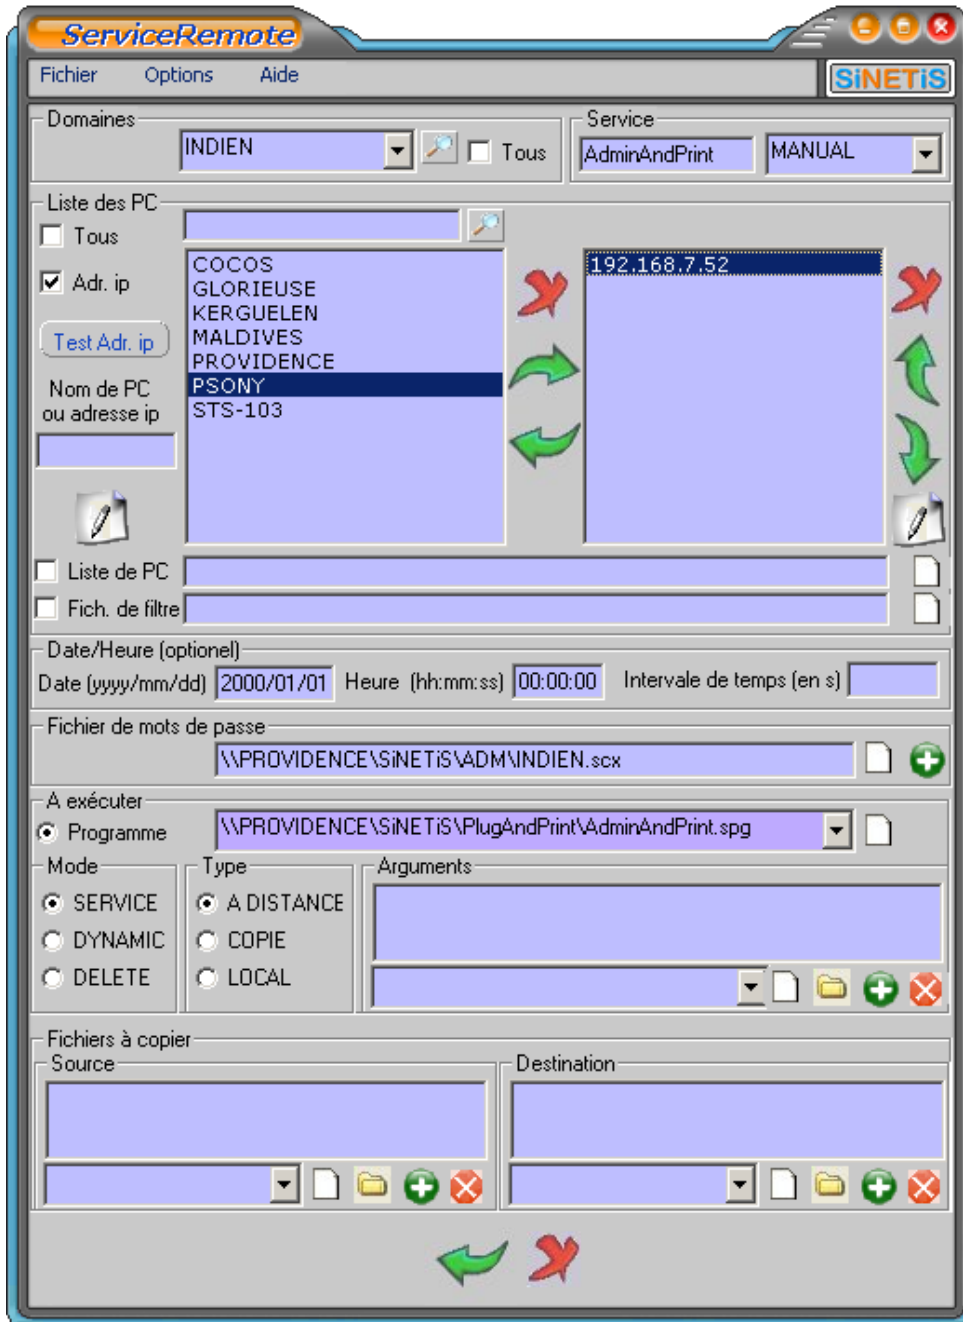 ServiceRemote
Fichier Options Aide SiNETiS
Domaines
INDIEN Tous
Service
AdminAndPrint MANUAL
Liste des PC
Tous
Adr. ip
Test Adr. ip
Nom de PC
ou adresse ip
COCOS
GLORIEUSE
KERGUELEN
MALDIVES
PROVIDENCE
PSONY
STS-103
192.168.7.52
Liste de PC
Fich. de filtre
Date/Heure (optionel)
Date (yyyy/mm/dd) 2000/01/01 Heure (hh:mm:ss) 00:00:00 Intervale de temps (en s)
Fichier de mots de passe
\\PROVIDENCE\SiNETiS\ADM\INDIEN.scx
A exécuter
Programme \\PROVIDENCE\SiNETiS\PlugAndPrint\AdminAndPrint.spg
Mode
SERVICE
DYNAMIC
DELETE
Type
A DISTANCE
COPIE
LOCAL
Arguments
Fichiers à copier
Source
Destination